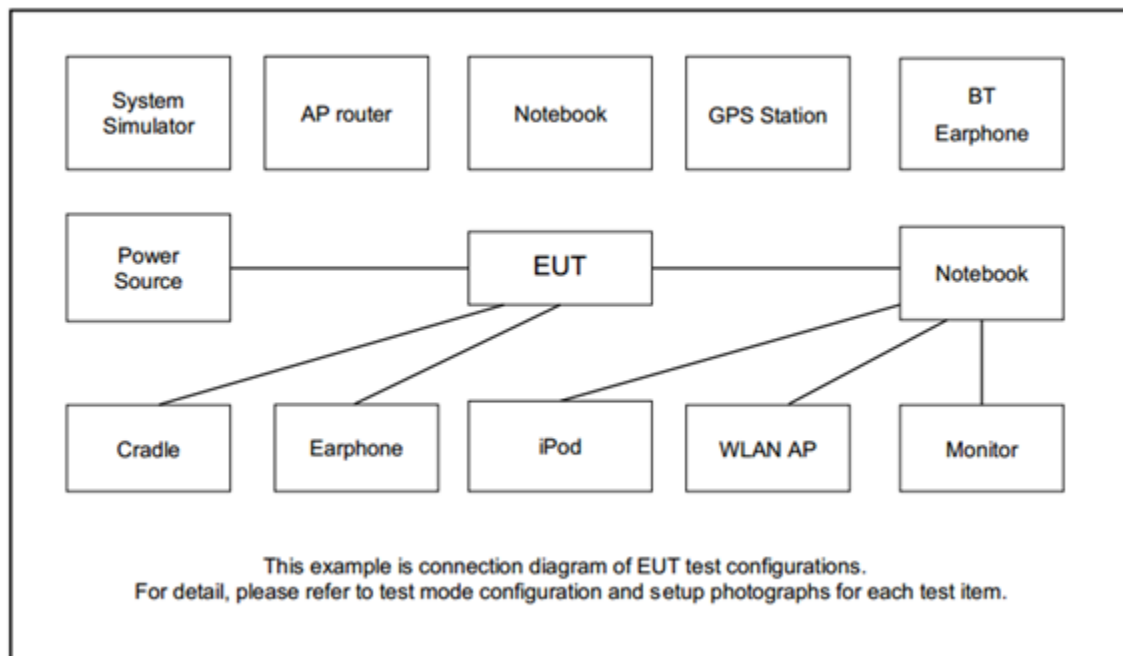 System
Simulator
AP router
Notebook
GPS Station
BT
Earphone
Power
Source
EUT
Notebook
Cradle
Earphone
iPod
WLAN AP
Monitor
This example is connection diagram of EUT test configurations.
For detail, please refer to test mode configuration and setup photographs for each test item.